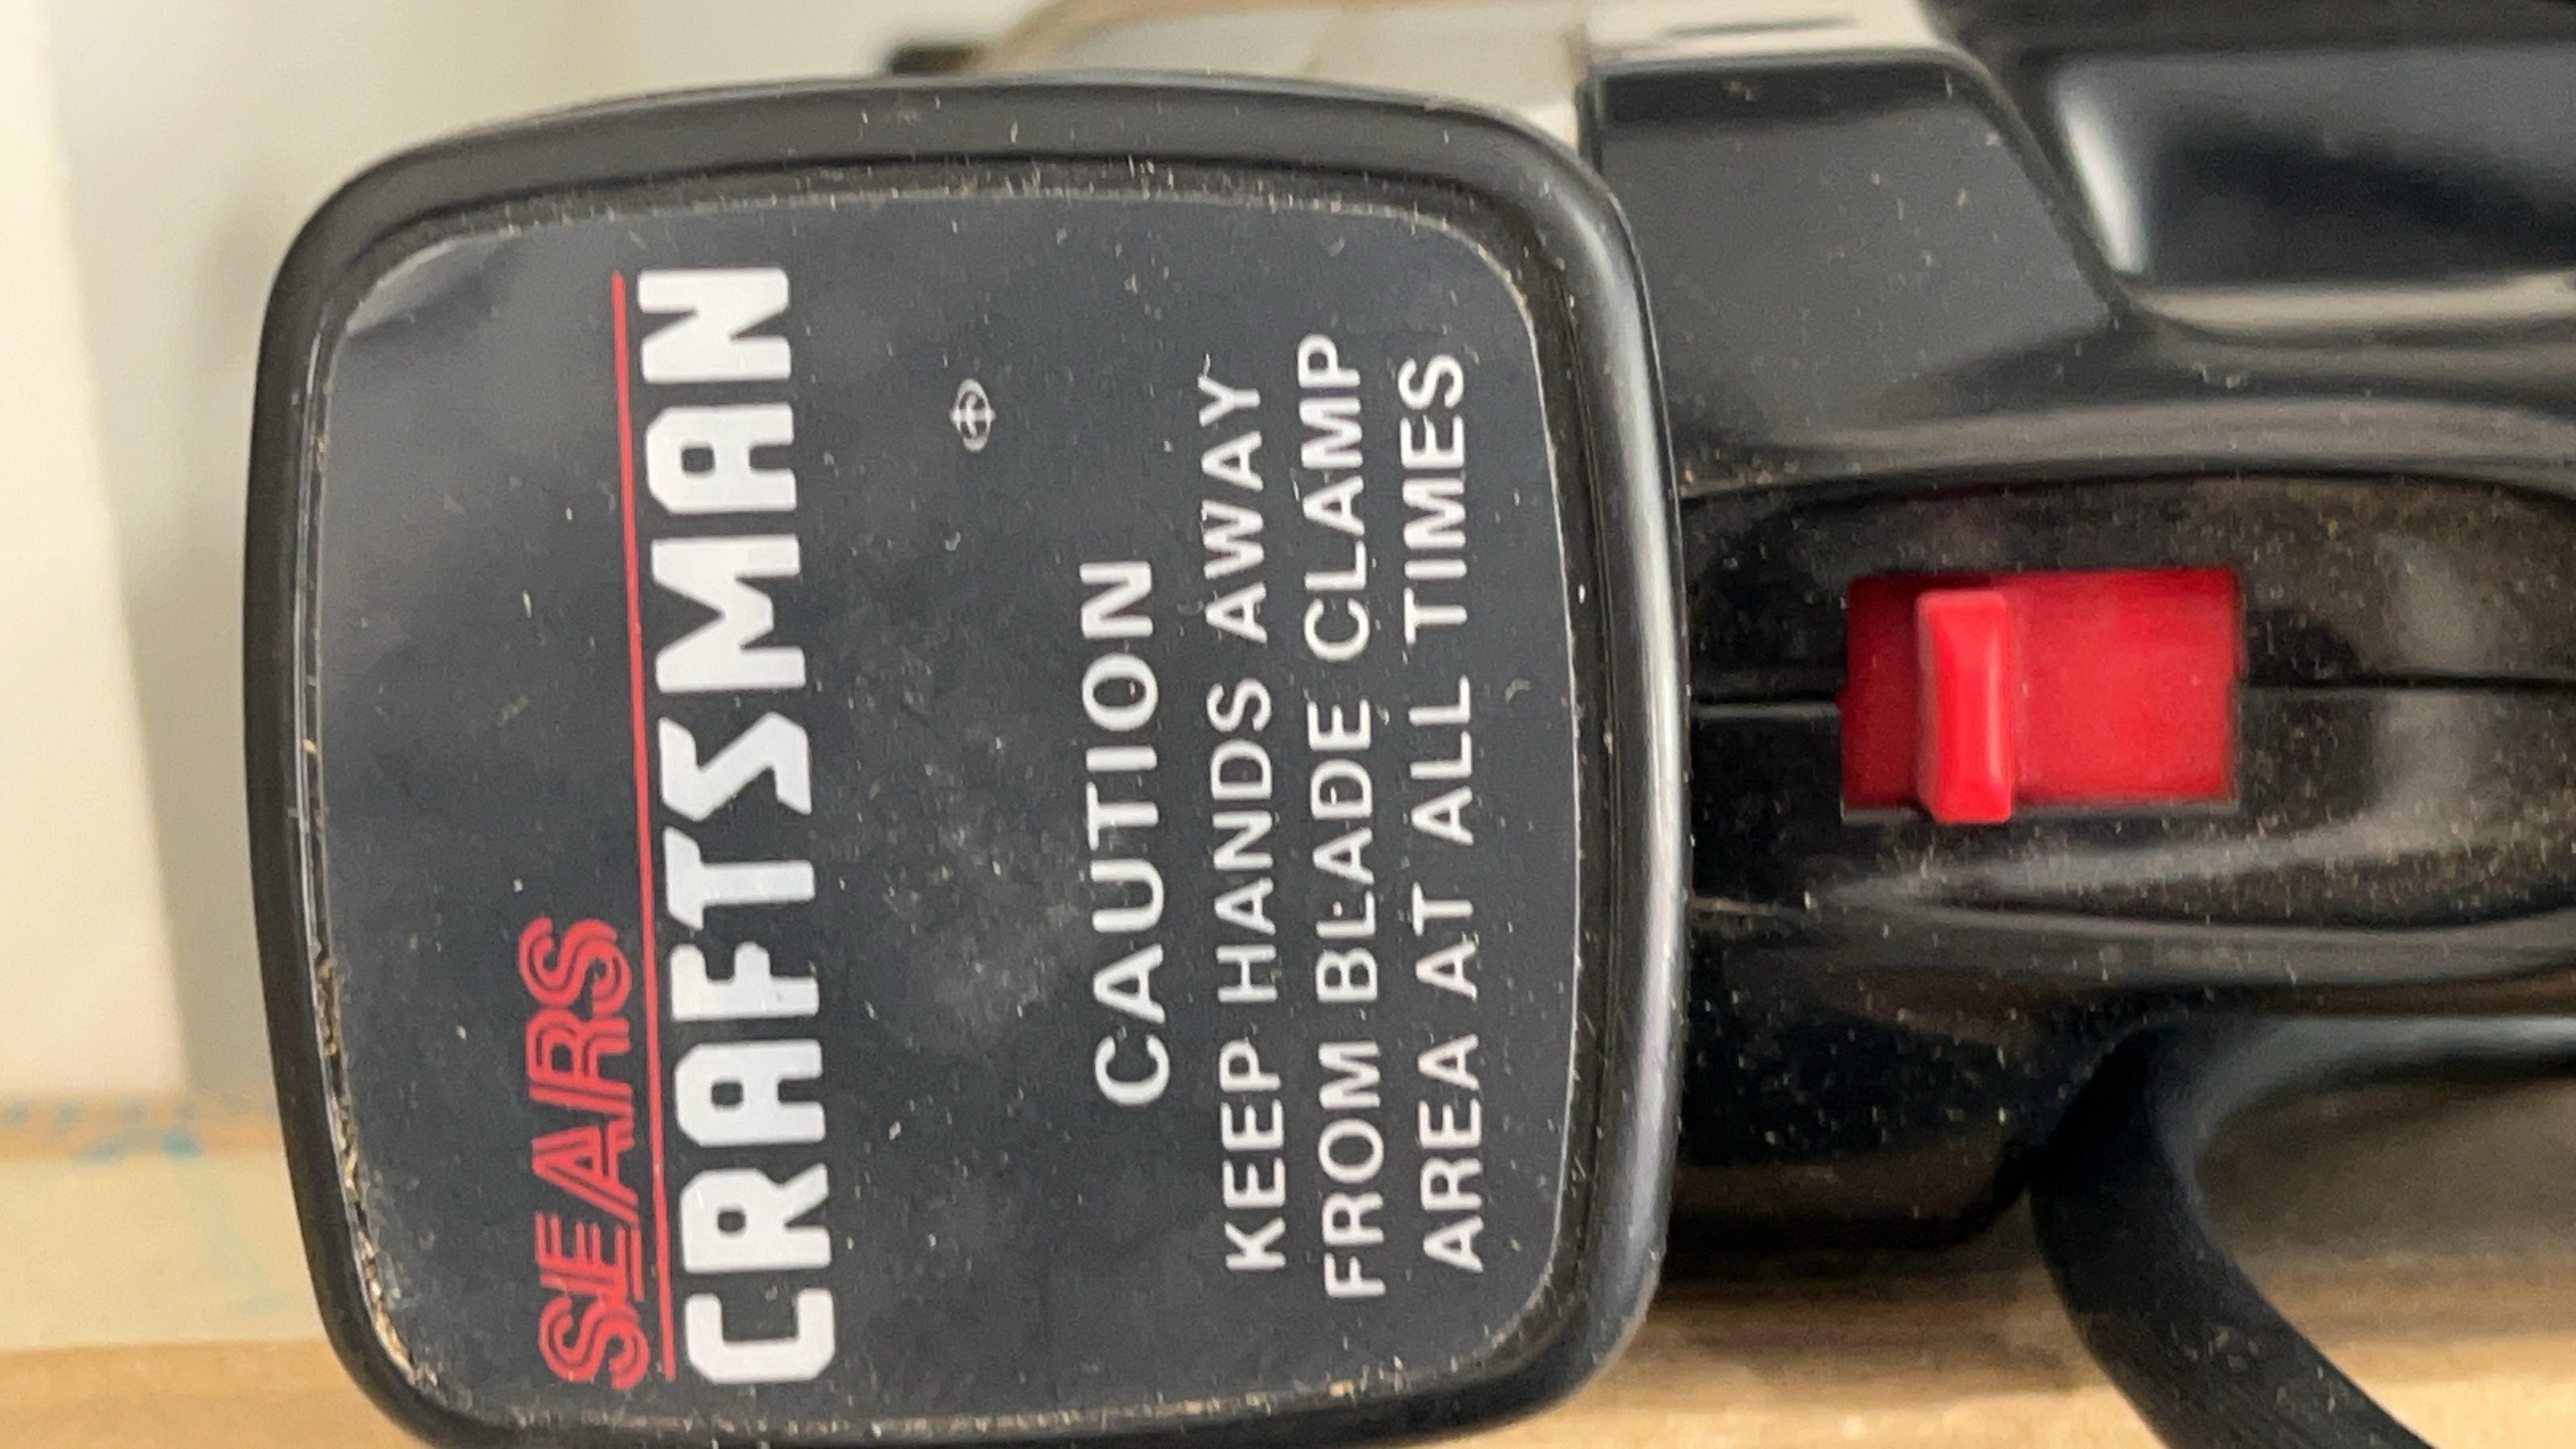 SEARS
CRAFTSMAN
CAUTION
KEEP HANDS AWAY
FROM BLADE CLAMP
AREA AT ALL TIMES